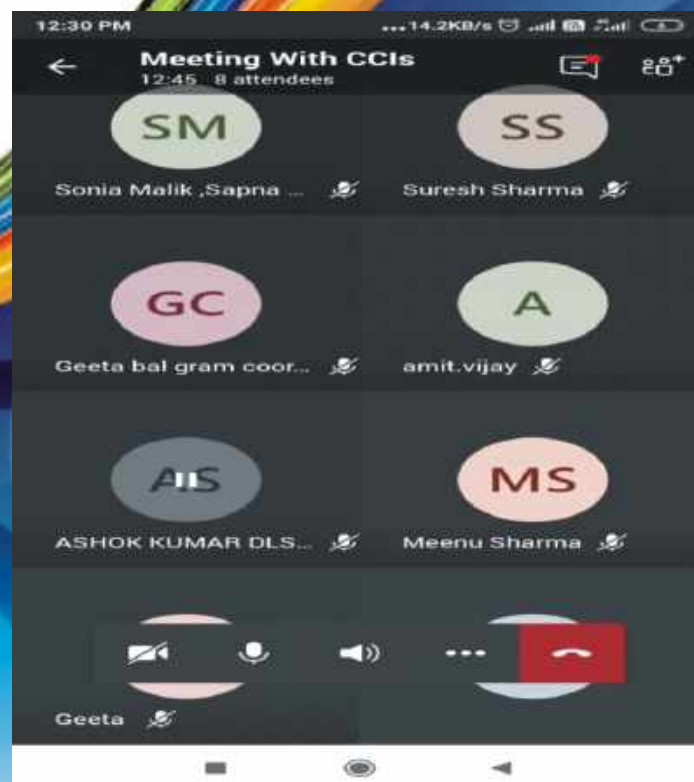 12:30 PM ...14.2KB/s
Meeting With CCIs
12:45 8 attendees
SM SS
Sonia Malik ,Sapna ... Suresh Sharma
GC A
Geeta bal gram coor... amit.vijay
AS MS
ASHOK KUMAR DLS... Meenu Sharma
Geeta